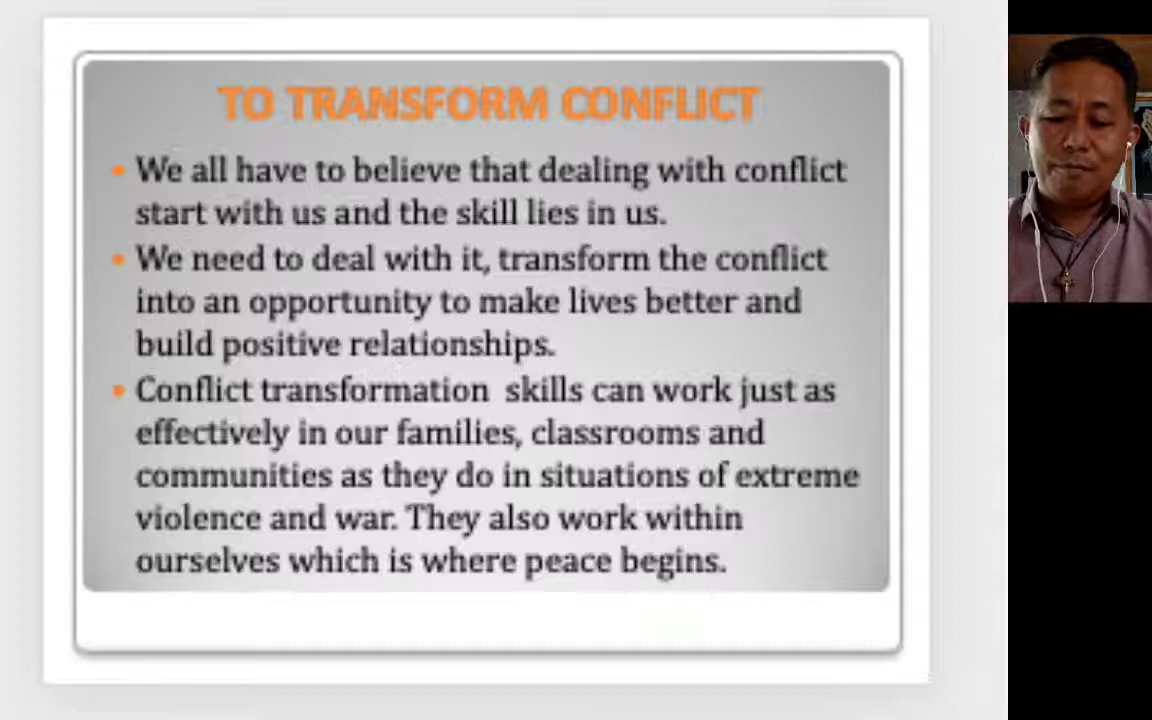 TO TRANSFORM CONFLICT
• We all have to believe that dealing with conflict
start with us and the skill lies in us.
• We need to deal with it, transform the conflict
into an opportunity to make lives better and
build positive relationships.
• Conflict transformation skills can work just as
effectively in our families, classrooms and
communities as they do in situations of extreme
violence and war. They also work within
ourselves which is where peace begins.